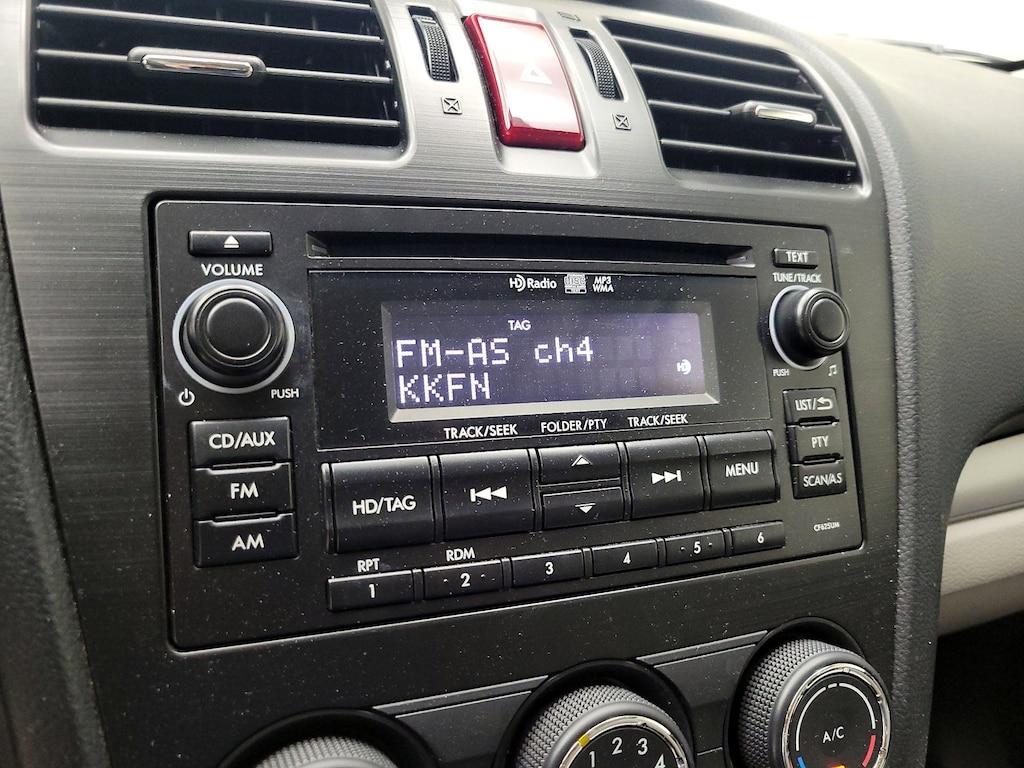 VOLUME
PUSH
TEXT
TUNE/TRACK
PUSH
HD Radio
MP3
WMA
TAG
FM-AS ch4
KKFN
HD
TRACK/SEEK
FOLDER/PTY
TRACK/SEEK
CD/AUX
FM
AM
HD/TAG
MENU
LIST/
PTY
SCAN/AS
CF625UM
RPT
RDM
1
2
3
4
5
6
1 2 3 4
A/C